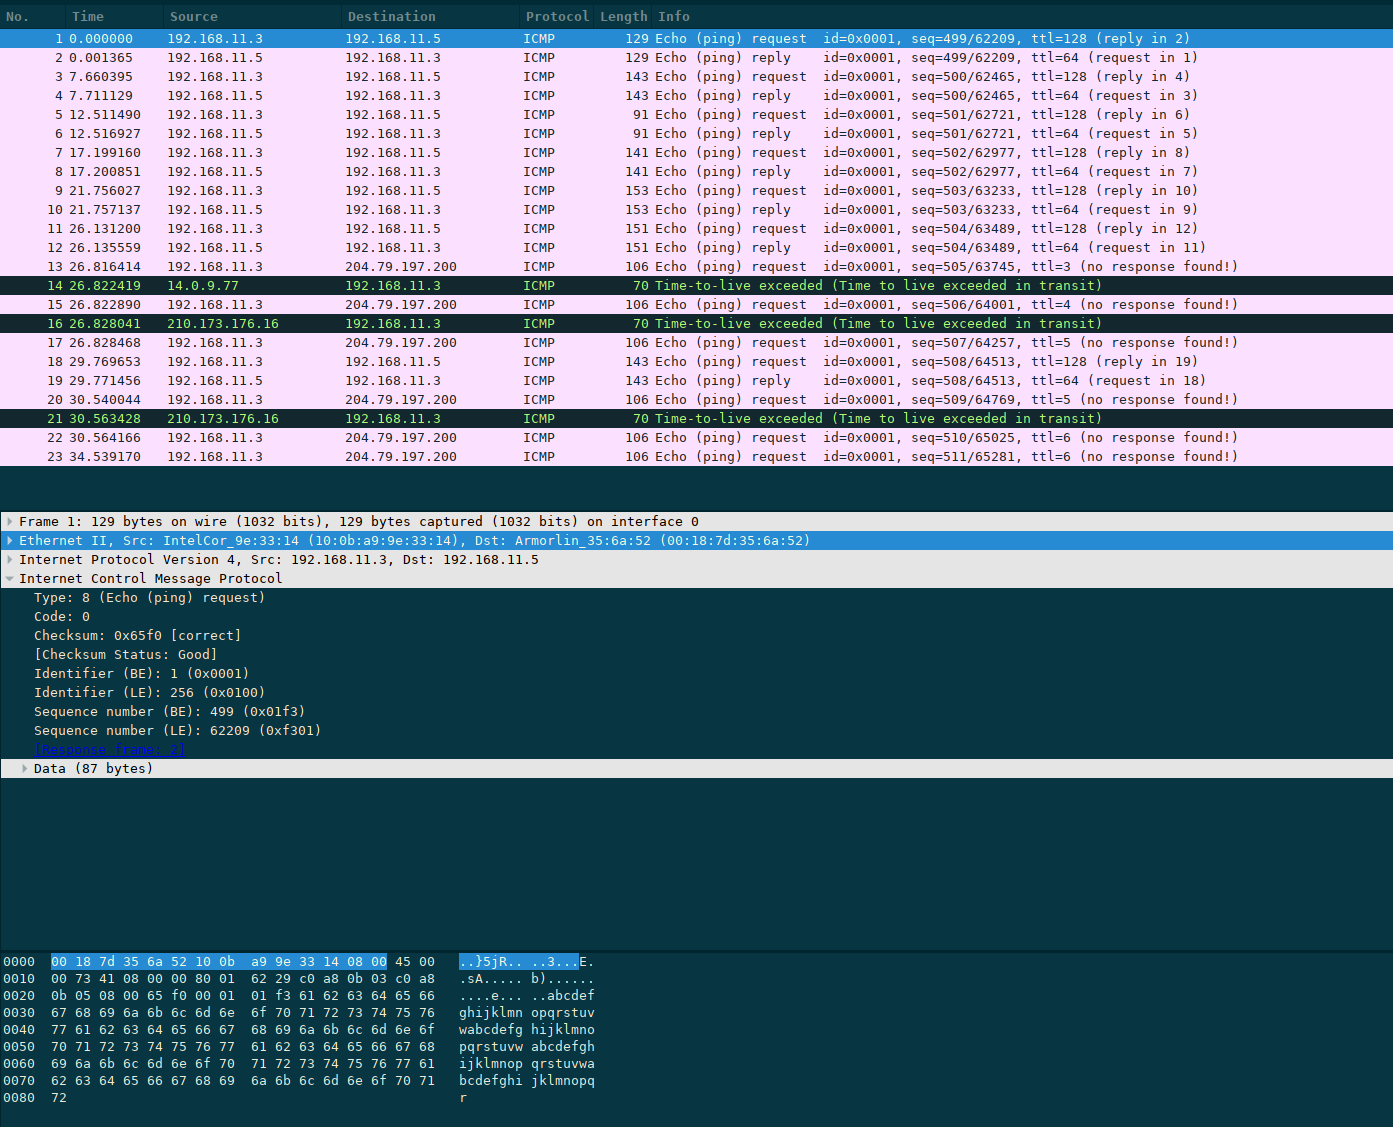 No. Time Source Destination Protocol Length Info
1 0.000000 192.168.11.3 192.168.11.5 ICMP 129 Echo (ping) request id=0x0001, seq=499/62209, ttl=128 (reply in 2)
2 0.001365 192.168.11.5 192.168.11.3 ICMP 129 Echo (ping) reply id=0x0001, seq=499/62209, ttl=64 (request in 1)
3 7.660395 192.168.11.3 192.168.11.5 ICMP 143 Echo (ping) request id=0x0001, seq=500/62465, ttl=128 (reply in 4)
4 7.711129 192.168.11.5 192.168.11.3 ICMP 143 Echo (ping) reply id=0x0001, seq=500/62465, ttl=64 (request in 3)
5 12.511490 192.168.11.3 192.168.11.5 ICMP 91 Echo (ping) request id=0x0001, seq=501/62721, ttl=128 (reply in 6)
6 12.516927 192.168.11.5 192.168.11.3 ICMP 91 Echo (ping) reply id=0x0001, seq=501/62721, ttl=64 (request in 5)
7 17.199160 192.168.11.3 192.168.11.5 ICMP 141 Echo (ping) request id=0x0001, seq=502/62977, ttl=128 (reply in 8)
8 17.200851 192.168.11.5 192.168.11.3 ICMP 141 Echo (ping) reply id=0x0001, seq=502/62977, ttl=64 (request in 7)
9 21.756027 192.168.11.3 192.168.11.5 ICMP 153 Echo (ping) request id=0x0001, seq=503/63233, ttl=128 (reply in 10)
10 21.757137 192.168.11.5 192.168.11.3 ICMP 153 Echo (ping) reply id=0x0001, seq=503/63233, ttl=64 (request in 9)
11 26.131200 192.168.11.3 192.168.11.5 ICMP 151 Echo (ping) request id=0x0001, seq=504/63489, ttl=128 (reply in 12)
12 26.135559 192.168.11.5 192.168.11.3 ICMP 151 Echo (ping) reply id=0x0001, seq=504/63489, ttl=64 (request in 11)
13 26.816414 192.168.11.3 204.79.197.200 ICMP 106 Echo (ping) request id=0x0001, seq=505/63745, ttl=3 (no response found!)
14 26.822419 14.0.9.77 192.168.11.3 ICMP 70 Time-to-live exceeded (Time to live exceeded in transit)
15 26.822890 192.168.11.3 204.79.197.200 ICMP 106 Echo (ping) request id=0x0001, seq=506/64001, ttl=4 (no response found!)
16 26.828041 210.173.176.16 192.168.11.3 ICMP 70 Time-to-live exceeded (Time to live exceeded in transit)
17 26.828468 192.168.11.3 204.79.197.200 ICMP 106 Echo (ping) request id=0x0001, seq=507/64257, ttl=5 (no response found!)
18 29.769653 192.168.11.3 192.168.11.5 ICMP 143 Echo (ping) request id=0x0001, seq=508/64513, ttl=128 (reply in 19)
19 29.771456 192.168.11.5 192.168.11.3 ICMP 143 Echo (ping) reply id=0x0001, seq=508/64513, ttl=64 (request in 18)
20 30.540044 192.168.11.3 204.79.197.200 ICMP 106 Echo (ping) request id=0x0001, seq=509/64769, ttl=5 (no response found!)
21 30.563428 210.173.176.16 192.168.11.3 ICMP 70 Time-to-live exceeded (Time to live exceeded in transit)
22 30.564166 192.168.11.3 204.79.197.200 ICMP 106 Echo (ping) request id=0x0001, seq=510/65025, ttl=6 (no response found!)
23 34.539170 192.168.11.3 204.79.197.200 ICMP 106 Echo (ping) request id=0x0001, seq=511/65281, ttl=6 (no response found!)
Frame 1: 129 bytes on wire (1032 bits), 129 bytes captured (1032 bits) on interface 0
Ethernet II, Src: IntelCor_9e:33:14 (10:0b:a9:9e:33:14), Dst: Armorlin_35:6a:52 (00:18:7d:35:6a:52)
Internet Protocol Version 4, Src: 192.168.11.3, Dst: 192.168.11.5
Internet Control Message Protocol
Type: 8 (Echo (ping) request)
Code: 0
Checksum: 0x65f0 [correct]
[Checksum Status: Good]
Identifier (BE): 1 (0x0001)
Identifier (LE): 256 (0x0100)
Sequence number (BE): 499 (0x01f3)
Sequence number (LE): 62209 (0xf301)
[Response frame: 2]
Data (87 bytes)
0000 00 18 7d 35 6a 52 10 0b a9 9e 33 14 08 00 45 00 ..}5jR.. ..3...E.
0010 00 73 41 08 00 00 80 01 62 29 c0 a8 0b 03 c0 a8 .sA..... b)......
0020 0b 05 08 00 65 f0 00 01 01 f3 61 62 63 64 65 66 ....e... ..abcdef
0030 67 68 69 6a 6b 6c 6d 6e 6f 70 71 72 73 74 75 76 ghijklmn opqrstuv
0040 77 61 62 63 64 65 66 67 68 69 6a 6b 6c 6d 6e 6f wabcdefg hijklmno
0050 70 71 72 73 74 75 76 77 61 62 63 64 65 66 67 68 pqrstuvw abcdefgh
0060 69 6a 6b 6c 6d 6e 6f 70 71 72 73 74 75 76 77 61 ijklmnop qrstuvwa
0070 62 63 64 65 66 67 68 69 6a 6b 6c 6d 6e 6f 70 71 bcdefghi jklmnopq
0080 72 r